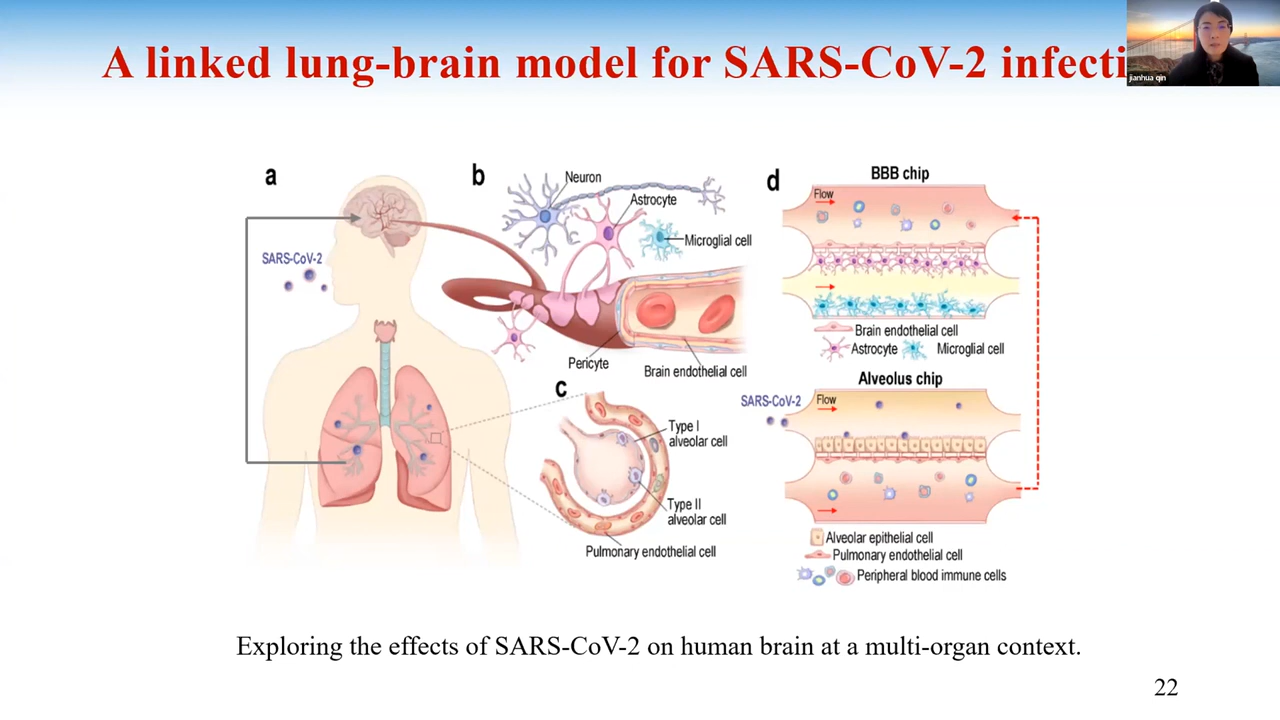 A linked lung-brain model for SARS-CoV-2 infecti
jianhua qin
a
SARS-CoV-2
b
Neuron
Astrocyte
Microglial cell
Pericyte
Brain endothelial cell
c
Type I
alveolar cell
Type II
alveolar cell
Pulmonary endothelial cell
d
BBB chip
Flow
Brain endothelial cell
Astrocyte
Microglial cell
Alveolus chip
SARS-CoV-2
Flow
Alveolar epithelial cell
Pulmonary endothelial cell
Peripheral blood immune cells
Exploring the effects of SARS-CoV-2 on human brain at a multi-organ context.
22